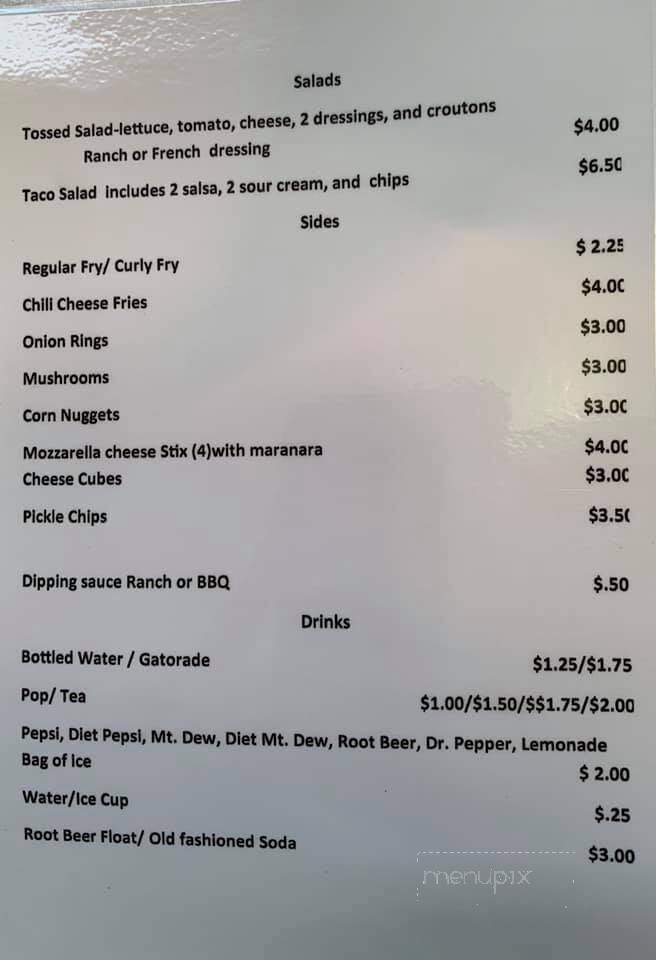 Salads
Tossed Salad-lettuce, tomato, cheese, 2 dressings, and croutons $4.00
Ranch or French dressing
Taco Salad includes 2 salsa, 2 sour cream, and chips $6.50
Sides
Regular Fry/ Curly Fry $ 2.25
Chili Cheese Fries $4.00
Onion Rings $3.00
Mushrooms $3.00
Corn Nuggets $3.00
Mozzarella cheese Stix (4)with maranara $4.00
Cheese Cubes $3.00
Pickle Chips $3.50
Dipping sauce Ranch or BBQ $.50
Drinks
Bottled Water / Gatorade $1.25/$1.75
Pop/ Tea $1.00/$1.50/$$1.75/$2.00
Pepsi, Diet Pepsi, Mt. Dew, Diet Mt. Dew, Root Beer, Dr. Pepper, Lemonade
Bag of Ice $ 2.00
Water/Ice Cup $.25
Root Beer Float/ Old fashioned Soda $3.00
menupix